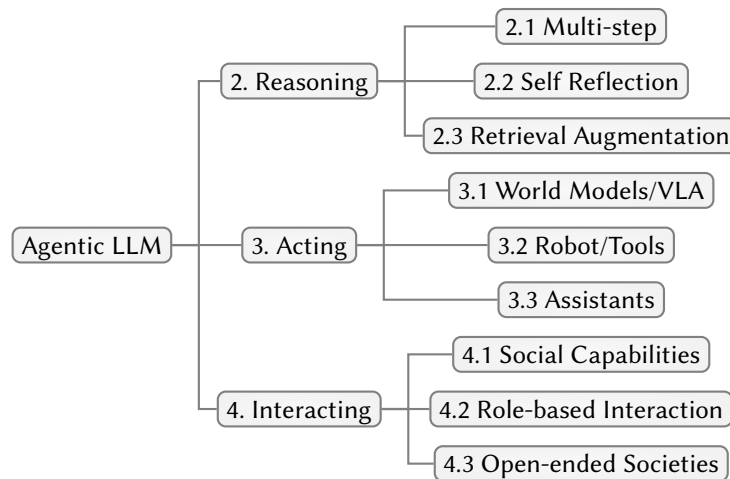 Agentic LLM
2. Reasoning
2.1 Multi-step
2.2 Self Reflection
2.3 Retrieval Augmentation
3. Acting
3.1 World Models/VLA
3.2 Robot/Tools
3.3 Assistants
4. Interacting
4.1 Social Capabilities
4.2 Role-based Interaction
4.3 Open-ended Societies